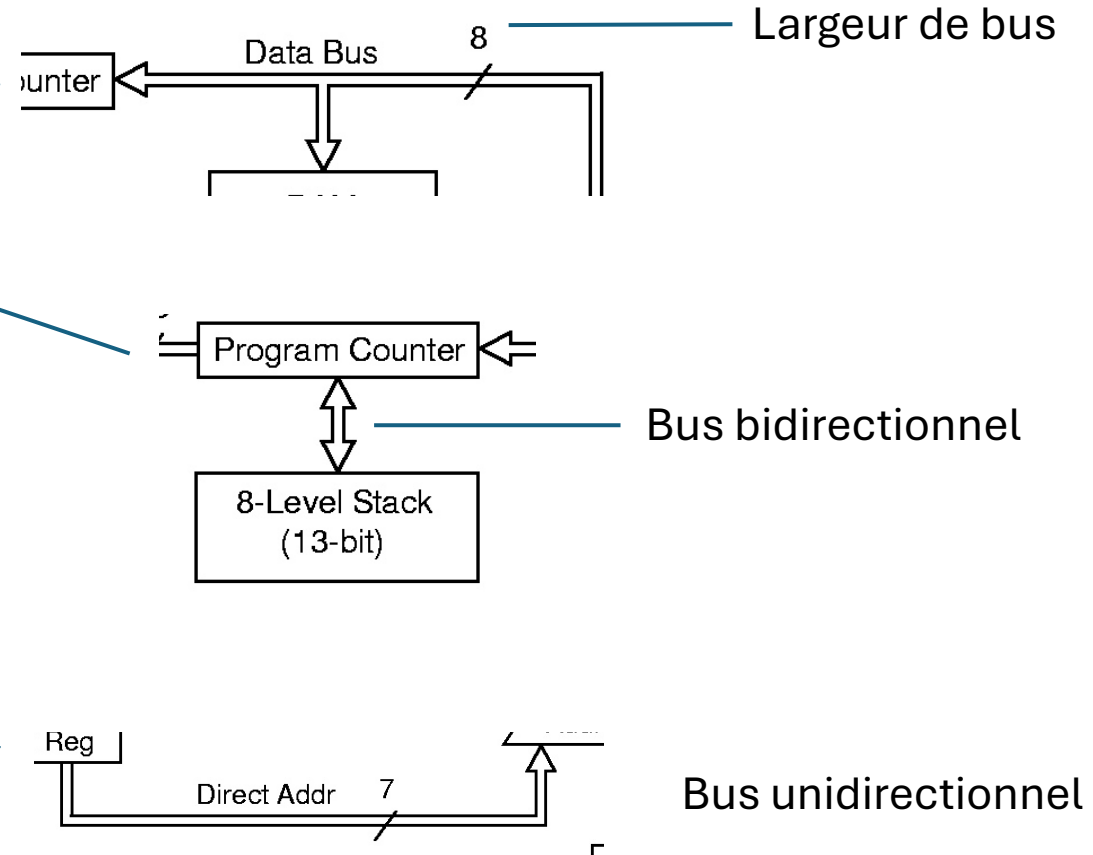 Largeur de bus
8
Data Bus
ounter
Program Counter
Bus bidirectionnel
8-Level Stack
(13-bit)
Reg
Direct Addr
7
Bus unidirectionnel